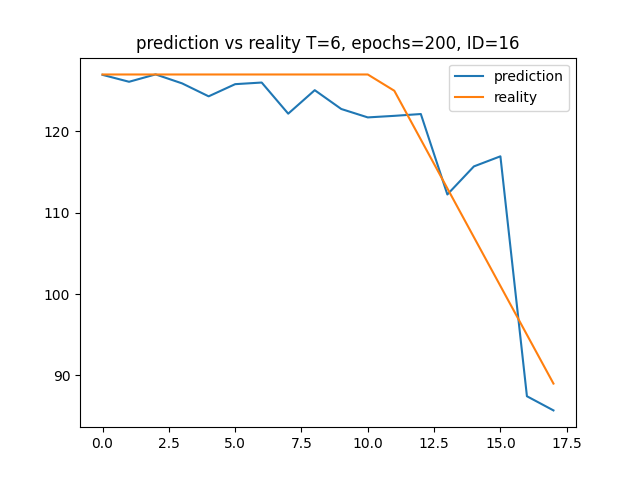 prediction vs reality T=6, epochs=200, ID=16
prediction
reality
120
110
100
90
0.0 2.5 5.0 7.5 10.0 12.5 15.0 17.5